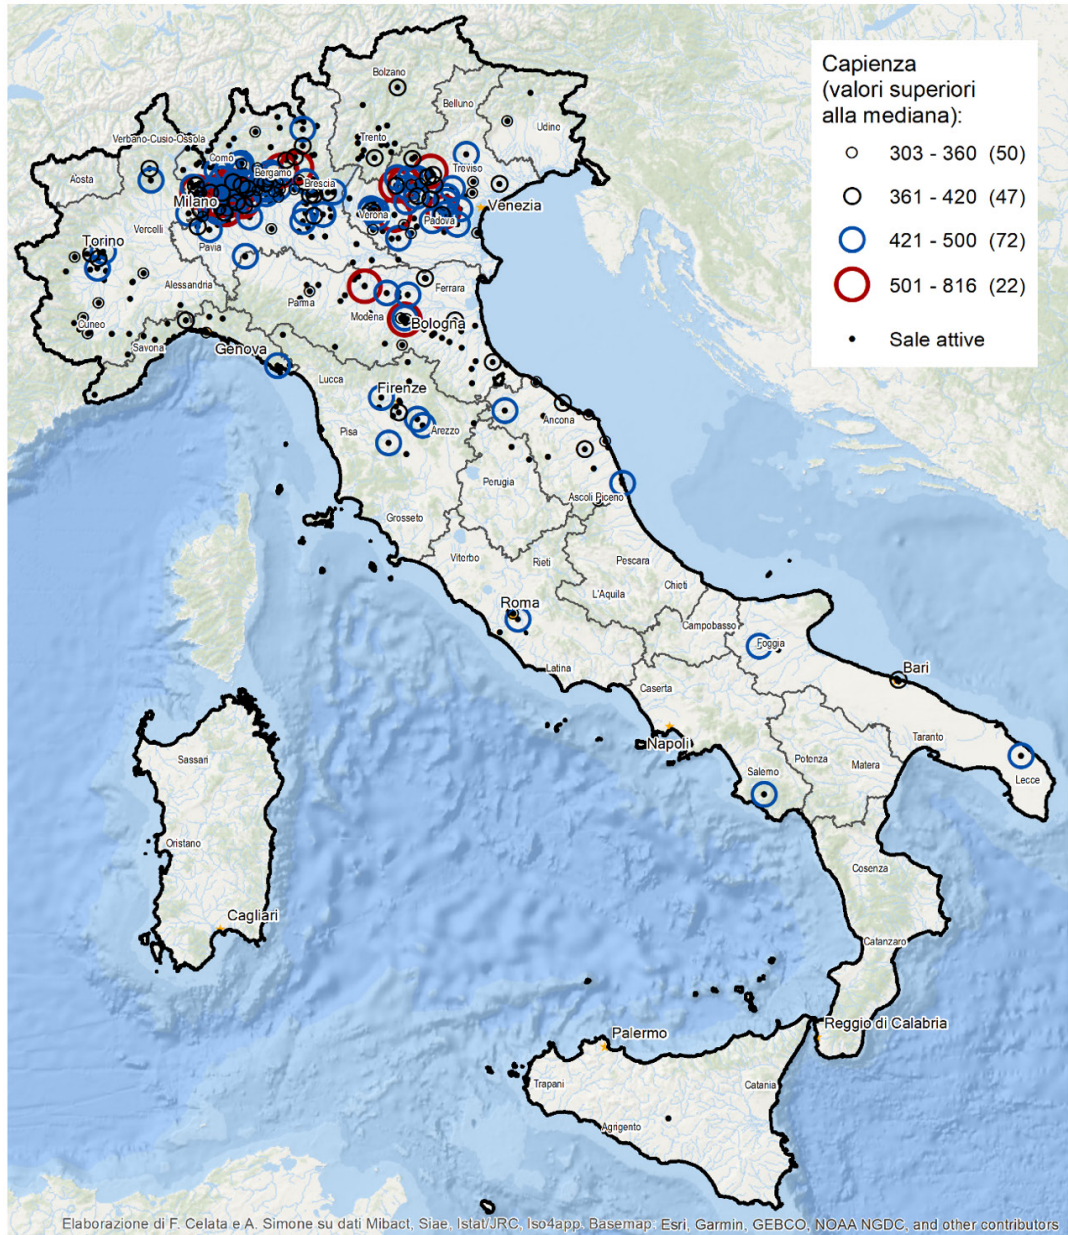 Capienza
(valori superiori
alla mediana):
303 - 360 (50)
361 - 420 (47)
421 - 500 (72)
501 - 816 (22)
Sale attive
Bolzano
Belluno
Udino
Trento
Verbano-Cusio-Ossola
Aosta
Como
Bergamo
Treviso
Brescia
Milano
Venezia
Verona
Padova
Vercelli
Torino
Pavia
Alessandria
Parma
Ferrara
Modena
Bologna
Cuneo
Savona
Genova
Lucca
Firenze
Pisa
Arezzo
Ancona
Perugia
Ascoli Piceno
Grosseto
Viterbo
Rieti
Pescara
L'Aquila
Chioti
Roma
Campobasso
Foggia
Latina
Caserta
Bari
Napoli
Taranto
Potenza
Matera
Salerno
Lecce
Sassari
Oristano
Cosenza
Cagliari
Catanzaro
Reggio di Calabria
Palermo
Trapani
Catania
Agrigento
Elaborazione di F. Celata e A. Simone su dati Mibact, Siae, Istat/JRC, Iso4app. Basemap: Esri, Garmin, GEBCO, NOAA NGDC, and other contributors